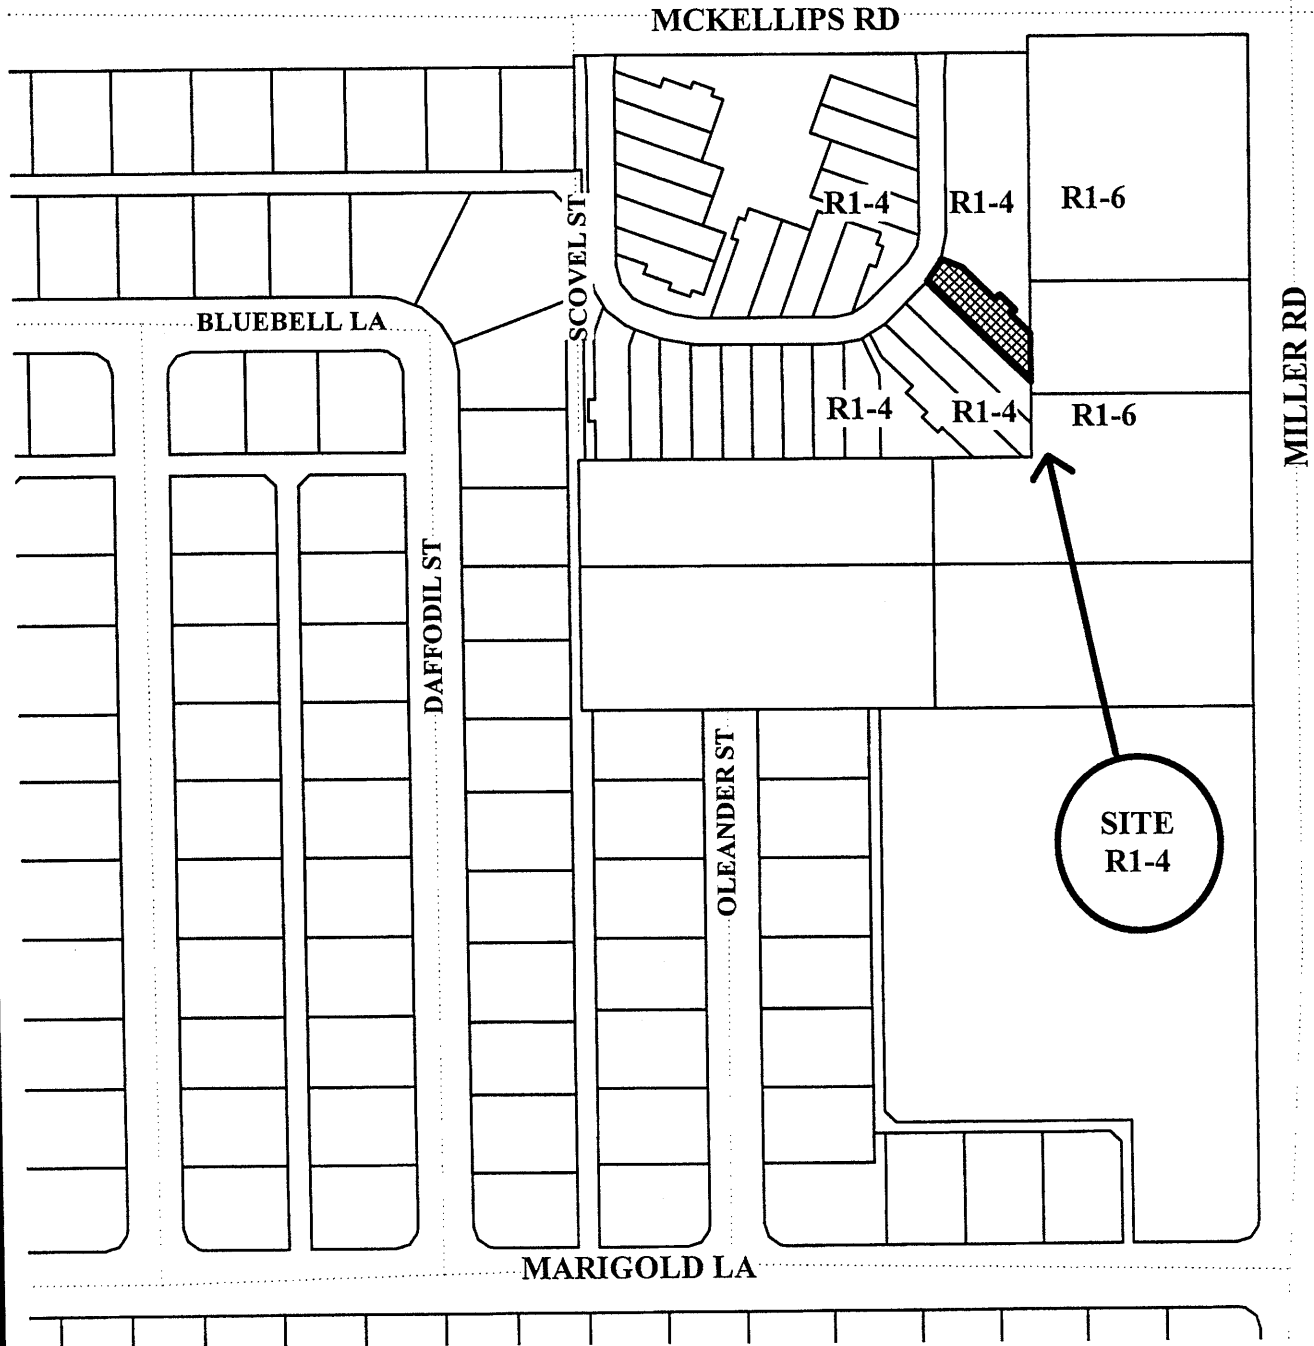 MCKELLIPS RD
R1-4
R1-4
R1-6
SCOVEL ST
BLUEBELL LA
MILLER RD
R1-4
R1-4
R1-6
DAFFODIL ST
OLEANDER ST
SITE
R1-4
MARIGOLD LA